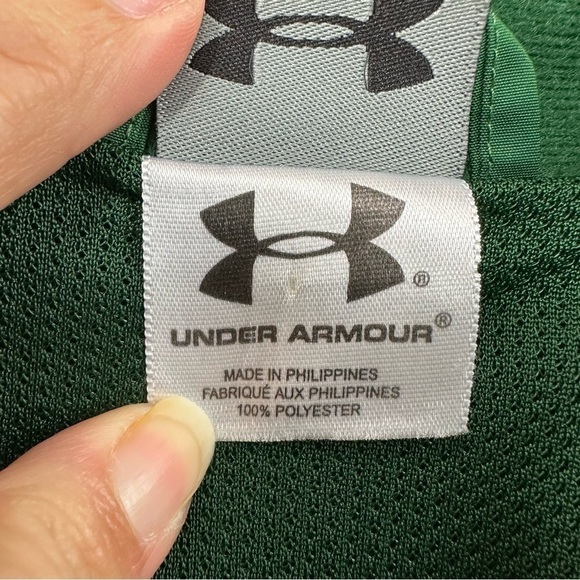 ®
UNDER ARMOUR®
MADE IN PHILIPPINES
FABRIQUÉ AUX PHILIPPINES
100% POLYESTER